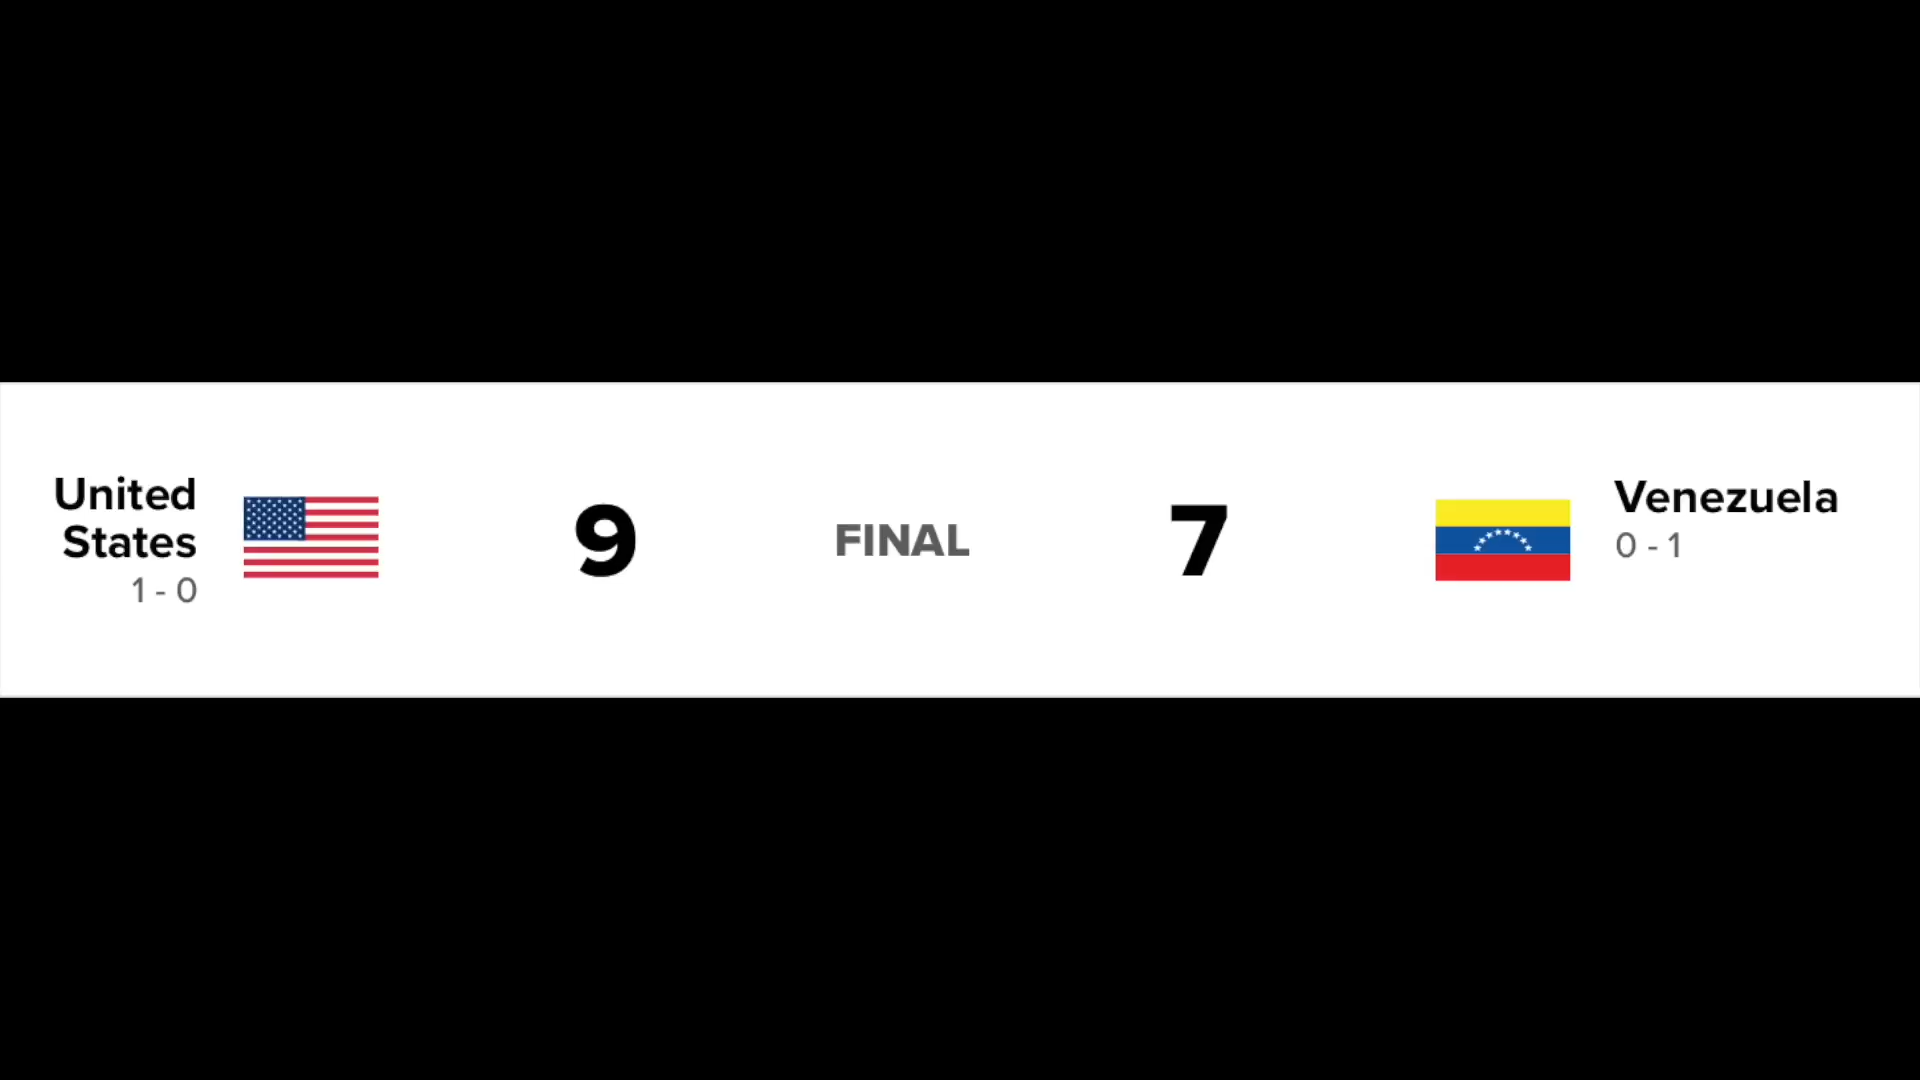 United
States
1 - 0
9
FINAL
7
Venezuela
0 - 1